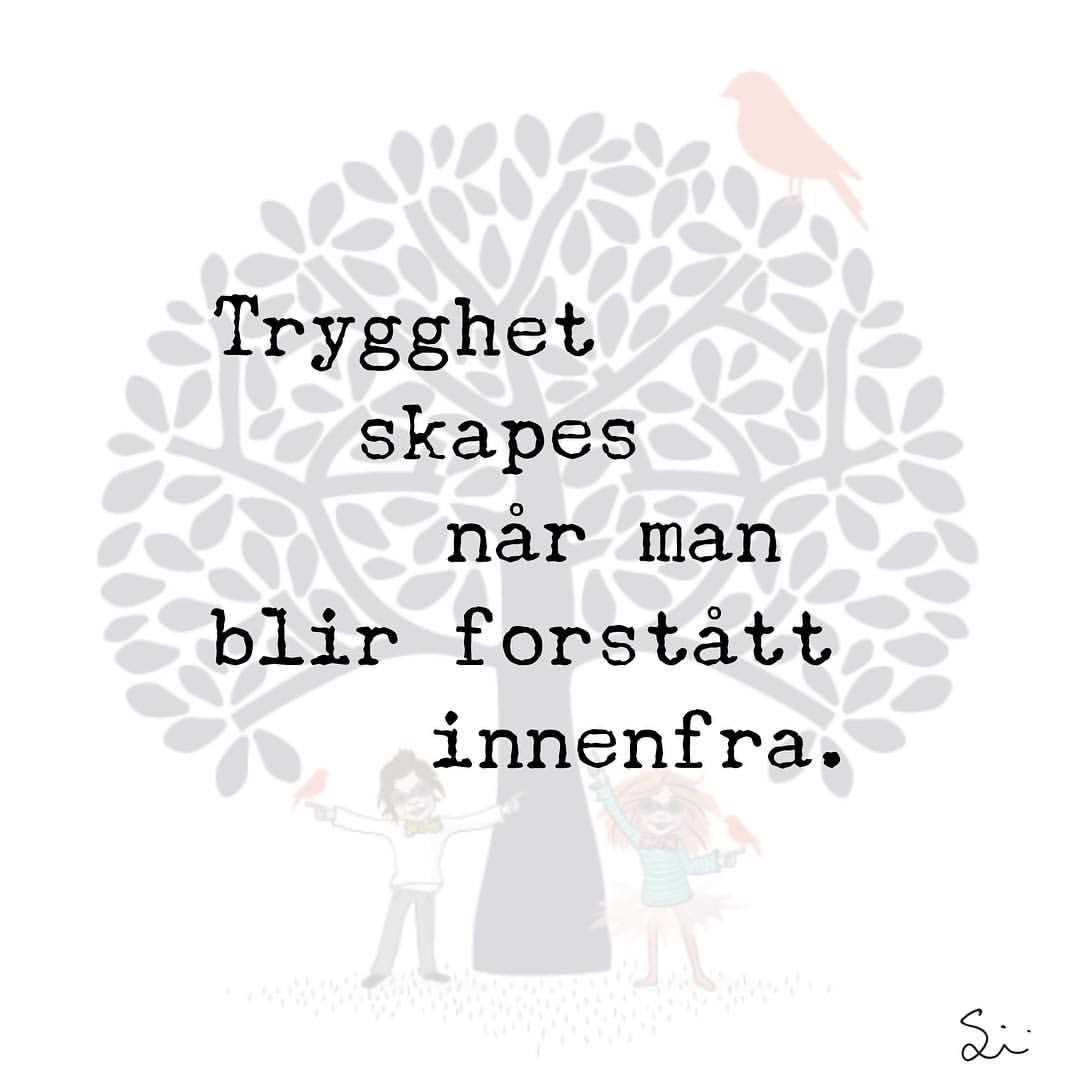 Trygghet
skapes
når man
blir forstått
innenfra.